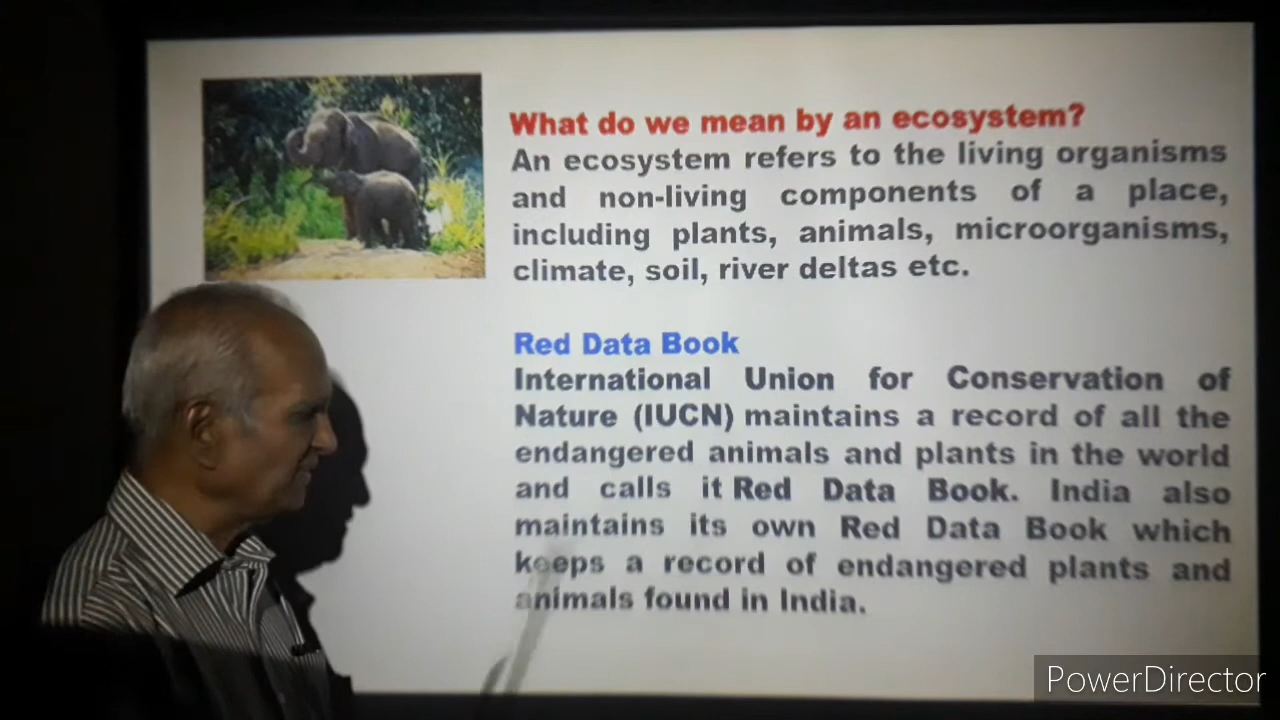 What do we mean by an ecosystem?
An ecosystem refers to the living organisms
and non-living components of a place,
including plants, animals, microorganisms,
climate, soil, river deltas etc.
Red Data Book
International Union for Conservation of
Nature (IUCN) maintains a record of all the
endangered animals and plants in the world
and calls it Red Data Book. India also
maintains its own Red Data Book which
keeps a record of endangered plants and
animals found in India.
PowerDirector